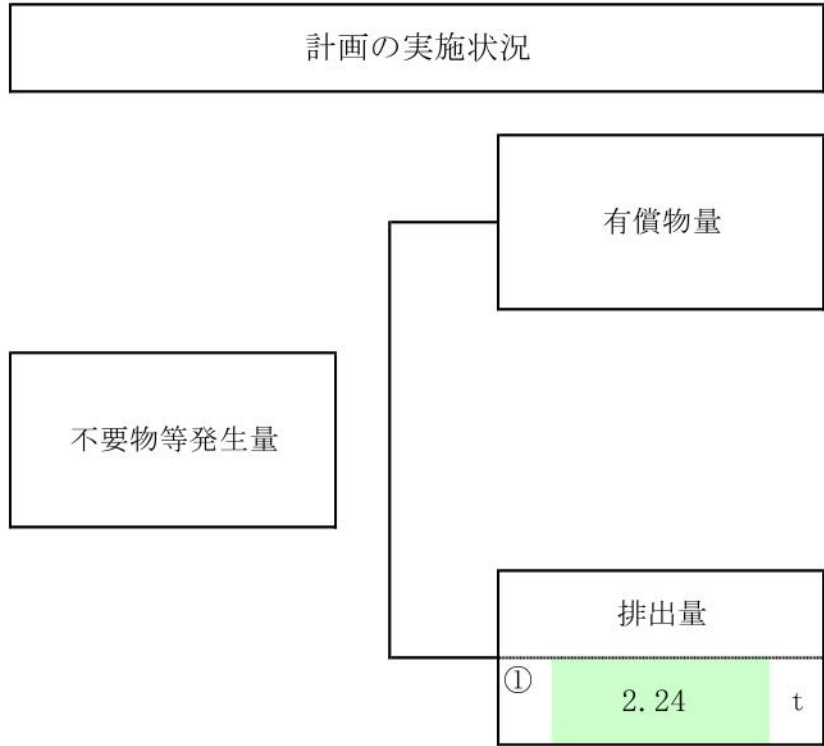 計画の実施状況
有償物量
不要物等発生量
排出量
① 2.24 t